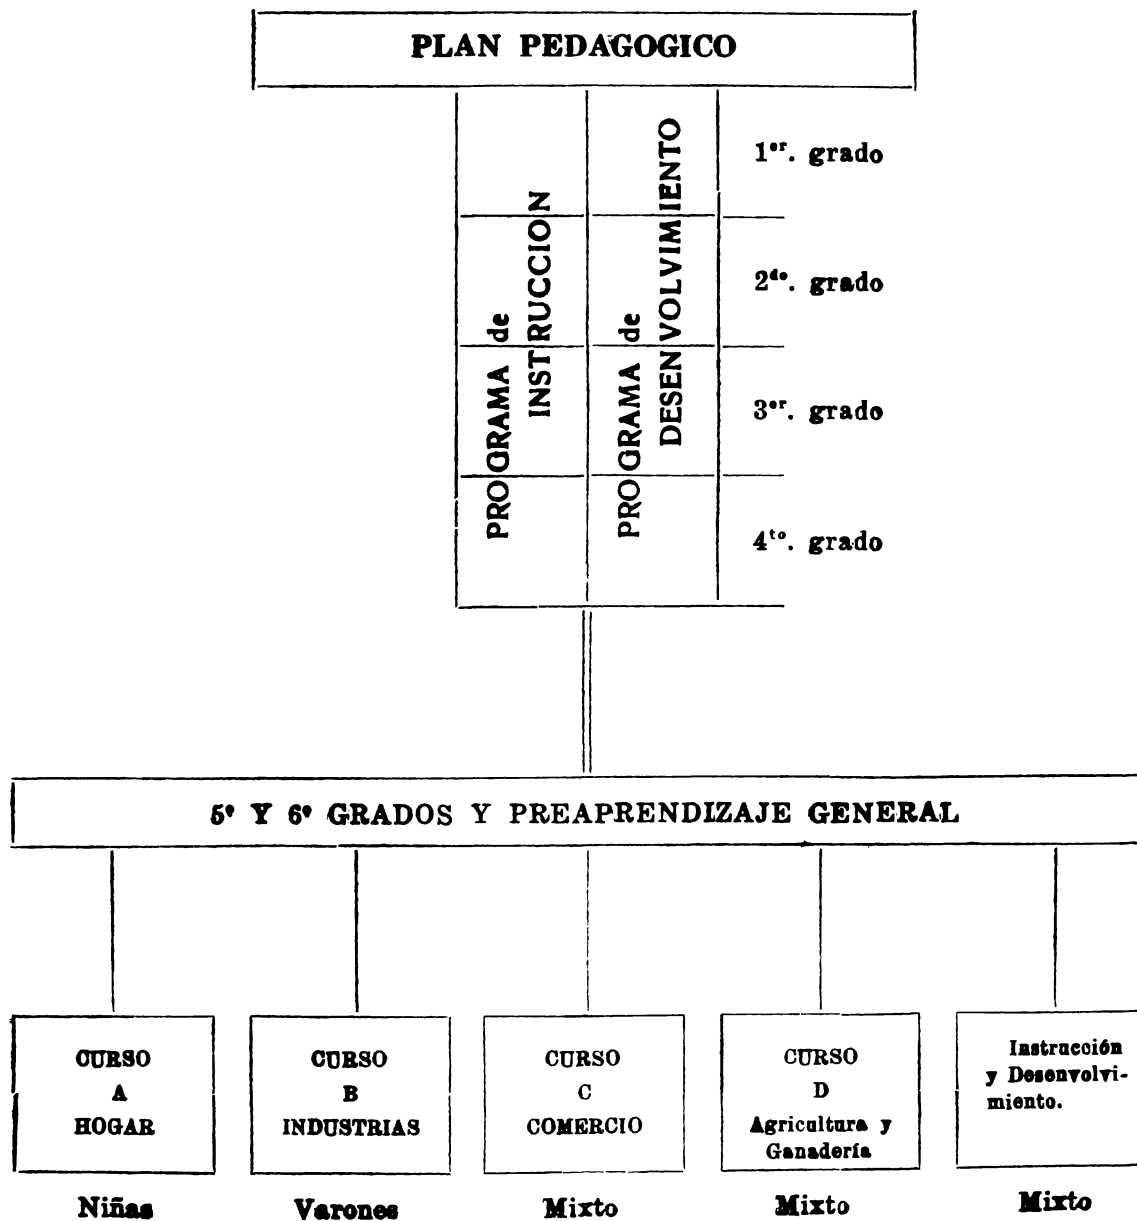 PLAN PEDAGOGICO
PROGRAMA de
INSTRUCCION
PROGRAMA de
DESENVOLVIMIENTO
1er. grado
2do. grado
3er. grado
4to. grado
5º Y 6º GRADOS Y PREAPRENDIZAJE GENERAL
CURSO
A
HOGAR
Niñas
CURSO
B
INDUSTRIAS
Varones
CURSO
C
COMERCIO
Mixto
CURSO
D
Agricultura y
Ganadería
Mixto
Instrucción
y Desenvolvi-
miento.
Mixto